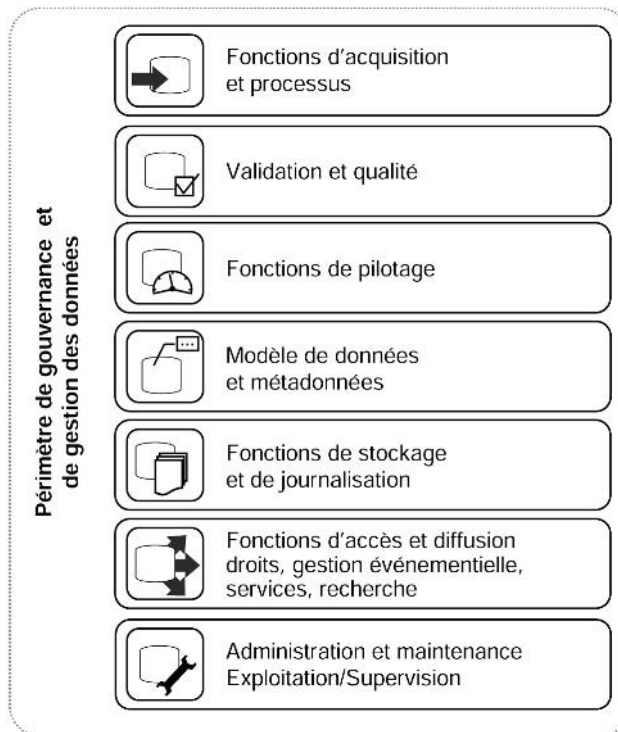 Périmètre de gouvernance et
de gestion des données
Fonctions d'acquisition
et processus
Validation et qualité
Fonctions de pilotage
Modèle de données
et métadonnées
Fonctions de stockage
et de journalisation
Fonctions d'accès et diffusion
droits, gestion événementielle,
services, recherche
Administration et maintenance
Exploitation/Supervision